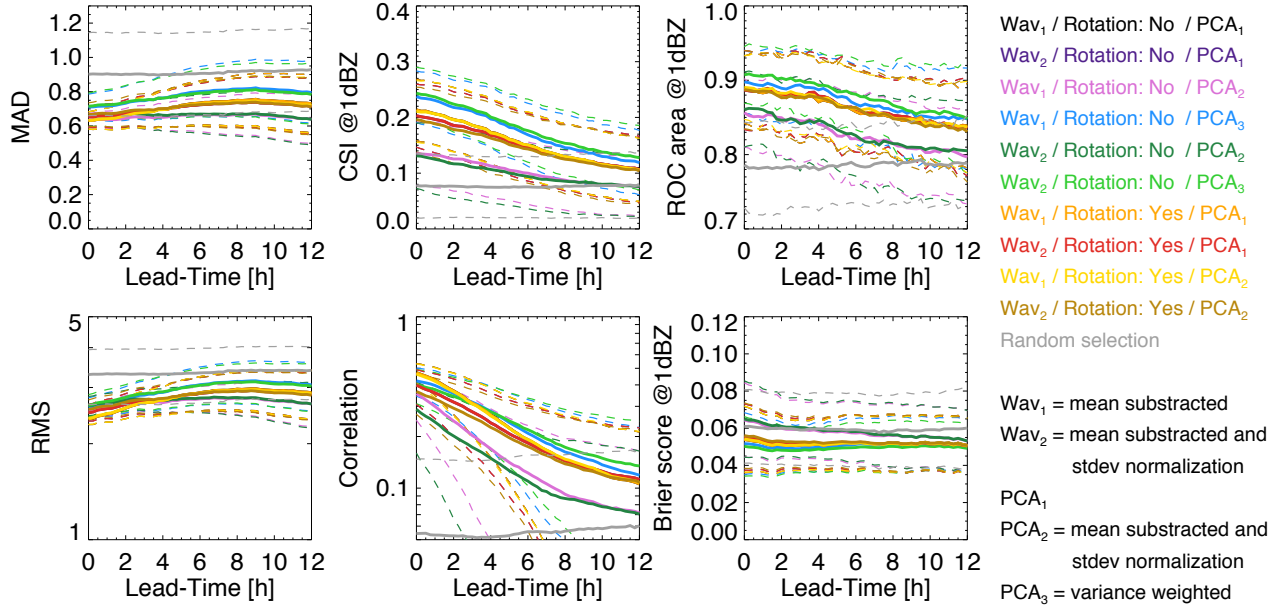 MAD
1.2
1.0
0.8
0.6
0.4
0.2
0.0
0 2 4 6 8 10 12
Lead-Time [h]
CSI @1dBZ
0.4
0.3
0.2
0.1
0.0
0 2 4 6 8 10 12
Lead-Time [h]
ROC area @1dBZ
1.0
0.9
0.8
0.7
0 2 4 6 8 10 12
Lead-Time [h]
RMS
5
1
0 2 4 6 8 10 12
Lead-Time [h]
Correlation
1
0.1
0 2 4 6 8 10 12
Lead-Time [h]
Brier score @1dBZ
0.12
0.10
0.08
0.06
0.04
0.02
0.00
0 2 4 6 8 10 12
Lead-Time [h]
Wav₁ / Rotation: No / PCA₁
Wav₂ / Rotation: No / PCA₁
Wav₁ / Rotation: No / PCA₂
Wav₁ / Rotation: No / PCA₃
Wav₂ / Rotation: No / PCA₂
Wav₂ / Rotation: No / PCA₃
Wav₁ / Rotation: Yes / PCA₁
Wav₂ / Rotation: Yes / PCA₁
Wav₁ / Rotation: Yes / PCA₂
Wav₂ / Rotation: Yes / PCA₂
Random selection
Wav₁ = mean substracted
Wav₂ = mean substracted and
stdev normalization
PCA₁
PCA₂ = mean substracted and
stdev normalization
PCA₃ = variance weighted